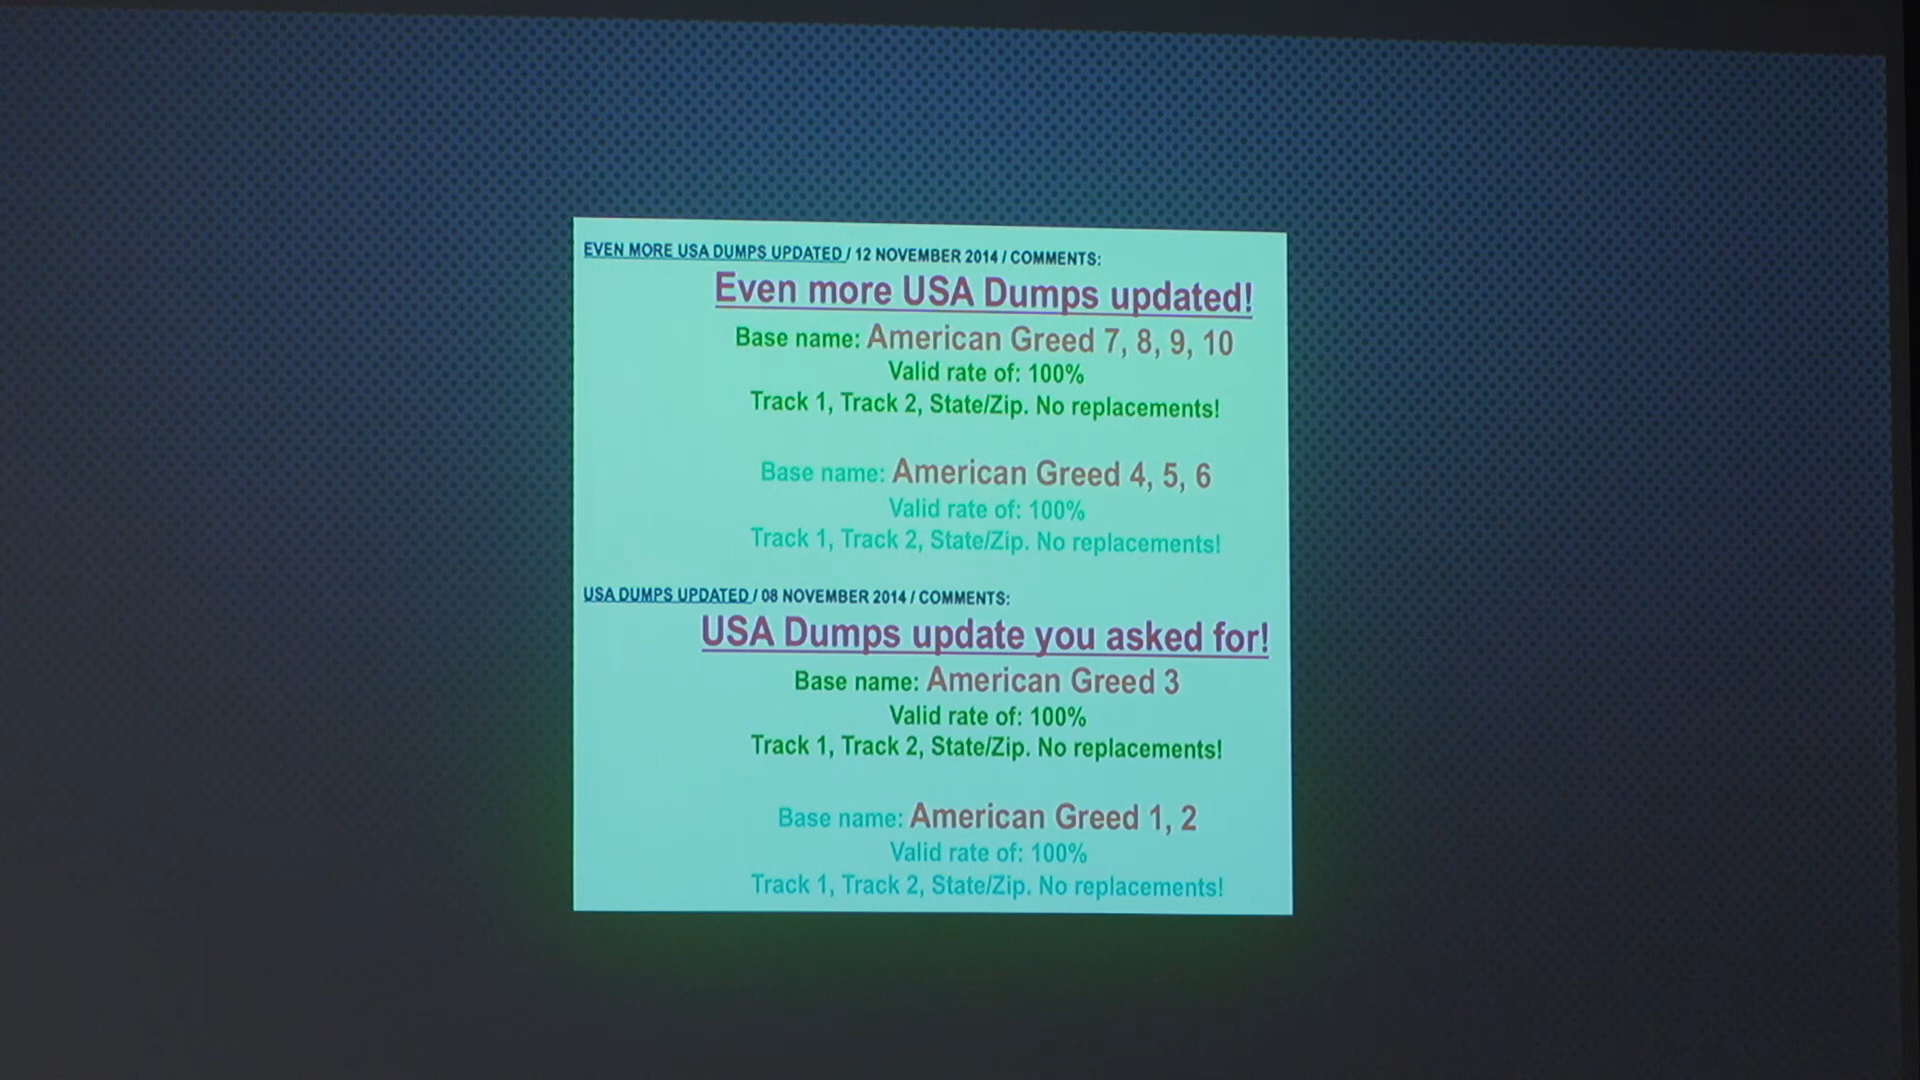 EVEN MORE USA DUMPS UPDATED / 12 NOVEMBER 2014 / COMMENTS:
Even more USA Dumps updated!
Base name: American Greed 7, 8, 9, 10
Valid rate of: 100%
Track 1, Track 2, State/Zip. No replacements!
Base name: American Greed 4, 5, 6
Valid rate of: 100%
Track 1, Track 2, State/Zip. No replacements!
USA DUMPS UPDATED / 08 NOVEMBER 2014 / COMMENTS:
USA Dumps update you asked for!
Base name: American Greed 3
Valid rate of: 100%
Track 1, Track 2, State/Zip. No replacements!
Base name: American Greed 1, 2
Valid rate of: 100%
Track 1, Track 2, State/Zip. No replacements!